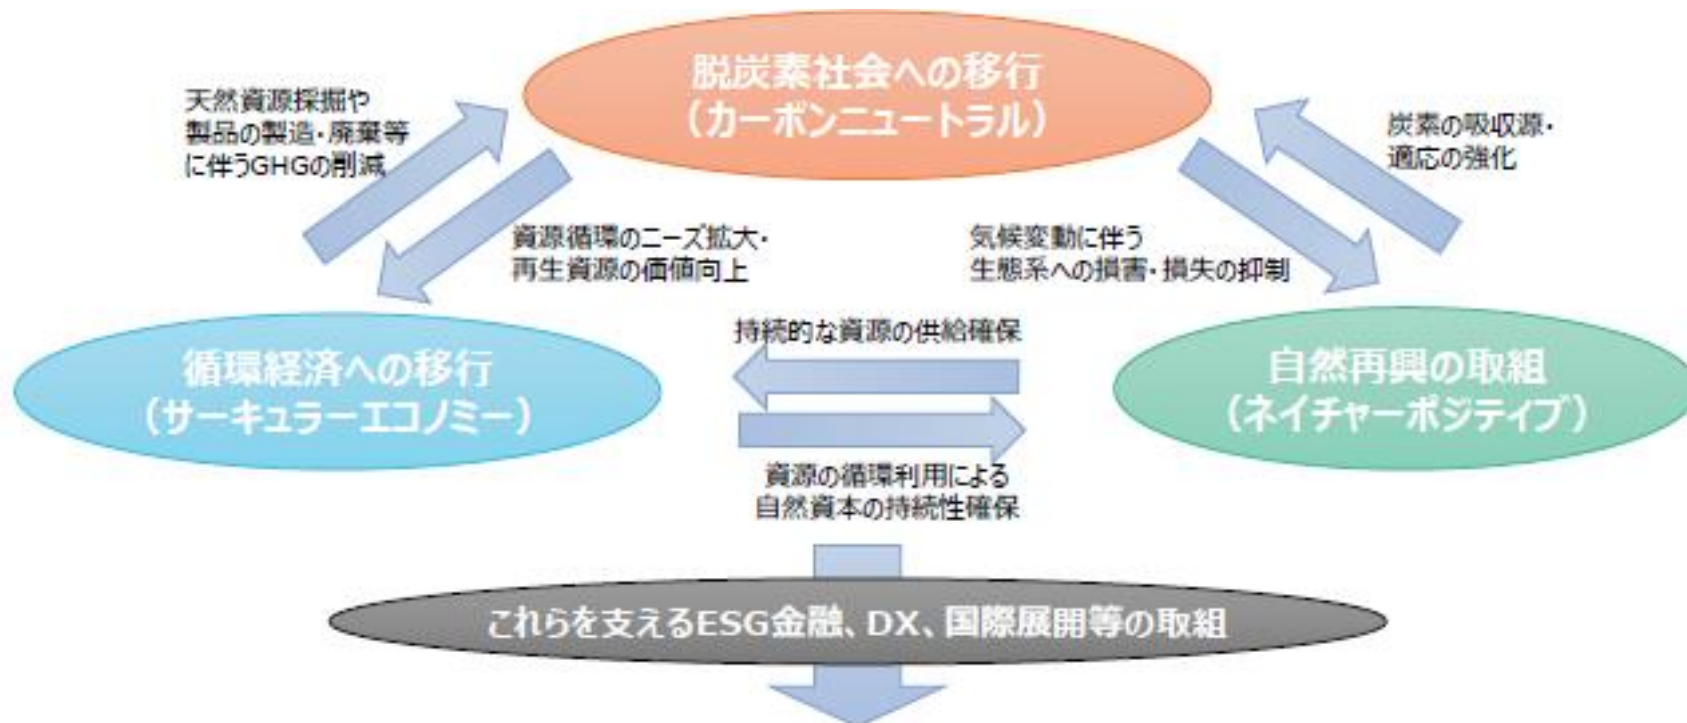 脱炭素社会への移行
（カーボンニュートラル）
天然資源採掘や
製品の製造・廃棄等
に伴うGHGの削減
炭素の吸収源・
適応の強化
資源循環のニーズ拡大・
再生資源の価値向上
気候変動に伴う
生態系への損害・損失の抑制
持続的な資源の供給確保
循環経済への移行
（サーキュラーエコノミー）
自然再興の取組
（ネイチャーポジティブ）
資源の循環利用による
自然資本の持続性確保
これらを支えるESG金融、DX、国際展開等の取組